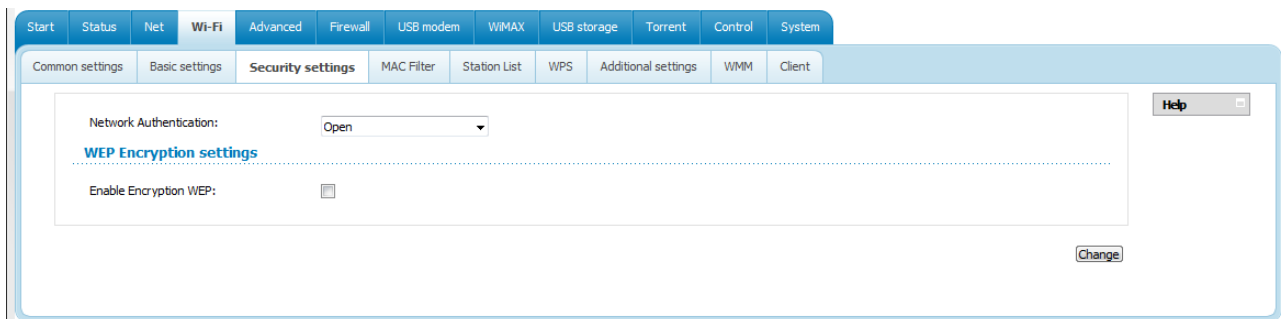 Start Status Net Wi-Fi Advanced Firewall USB modem WiMAX USB storage Torrent Control System
Common settings Basic settings Security settings MAC Filter Station List WPS Additional settings WMM Client
Help
Network Authentication: Open
WEP Encryption settings
Enable Encryption WEP:
Change